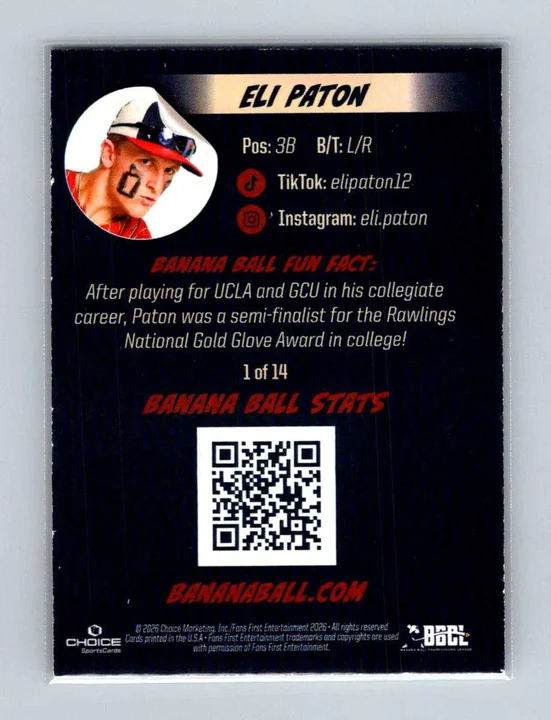 ELI PATON
Pos: 3B B/T: L/R
TikTok: elipaton12
Instagram: eli.paton
BANANA BALL FUN FACT:
After playing for UCLA and GCU in his collegiate
career, Paton was a semi-finalist for the Rawlings
National Gold Glove Award in college!
1 of 14
BANANA BALL STATS
BANANABALL.COM
© 2026 Choice Marketing, Inc./Fans First Entertainment 2026 • All rights reserved
Cards printed in the U.S.A • Fans First Entertainment trademarks and copyrights are used
with permission of Fans First Entertainment.
CHOICE
SportsCards
BBCL